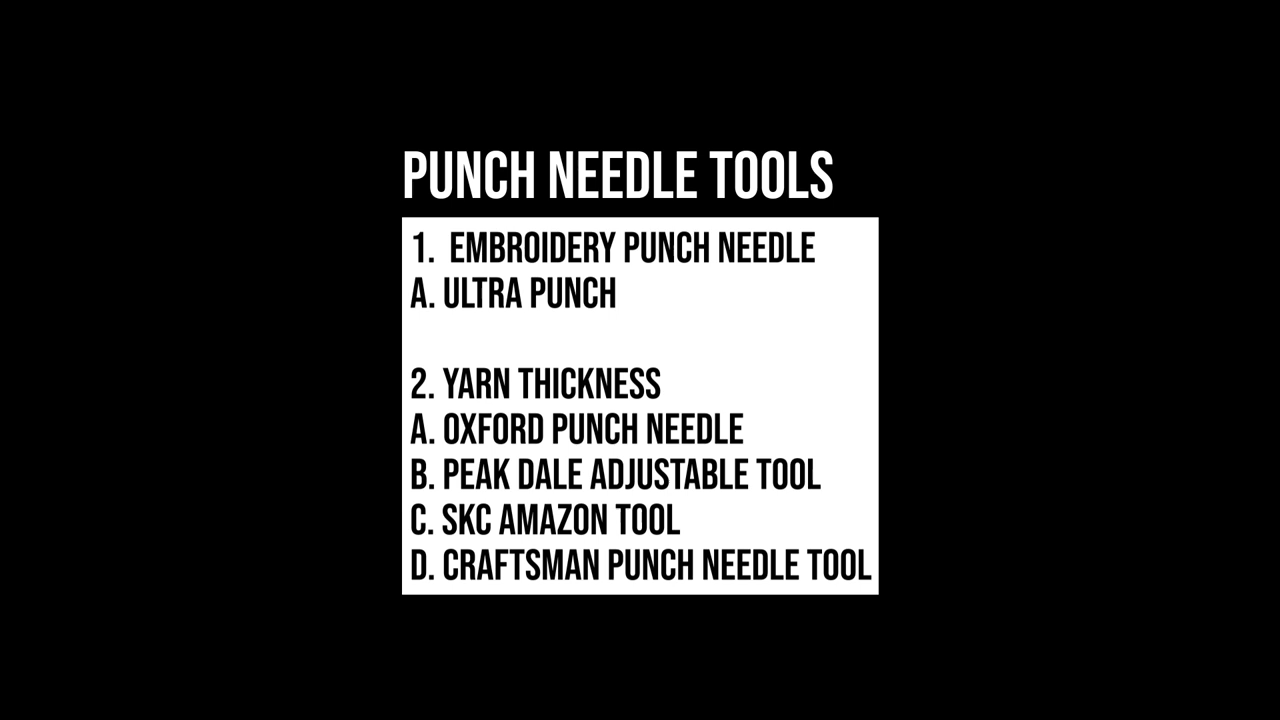 PUNCH NEEDLE TOOLS
1. EMBROIDERY PUNCH NEEDLE
A. ULTRA PUNCH
2. YARN THICKNESS
A. OXFORD PUNCH NEEDLE
B. PEAK DALE ADJUSTABLE TOOL
C. SKC AMAZON TOOL
D. CRAFTSMAN PUNCH NEEDLE TOOL